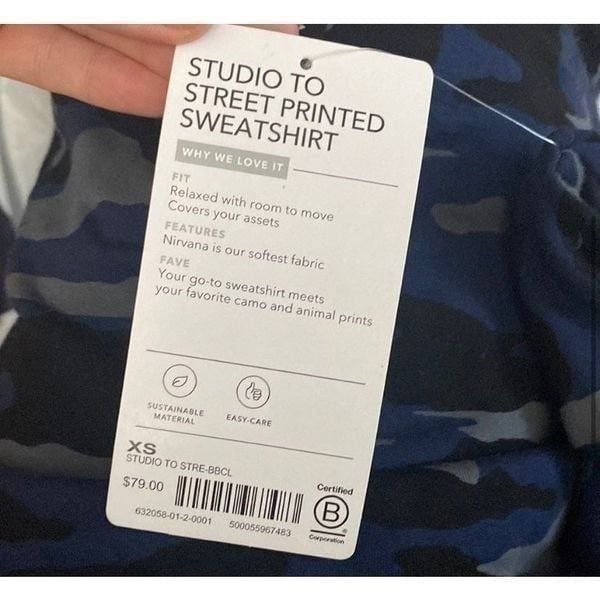 STUDIO TO
STREET PRINTED
SWEATSHIRT
WHY WE LOVE IT
FIT
Relaxed with room to move
Covers your assets
FEATURES
Nirvana is our softest fabric
FAVE
Your go-to sweatshirt meets
your favorite camo and animal prints
SUSTAINABLE
MATERIAL
EASY-CARE
XS
STUDIO TO STRE-BBCL
$79.00
632058-01-2-0001 500055967483
Certified
B
Corporation